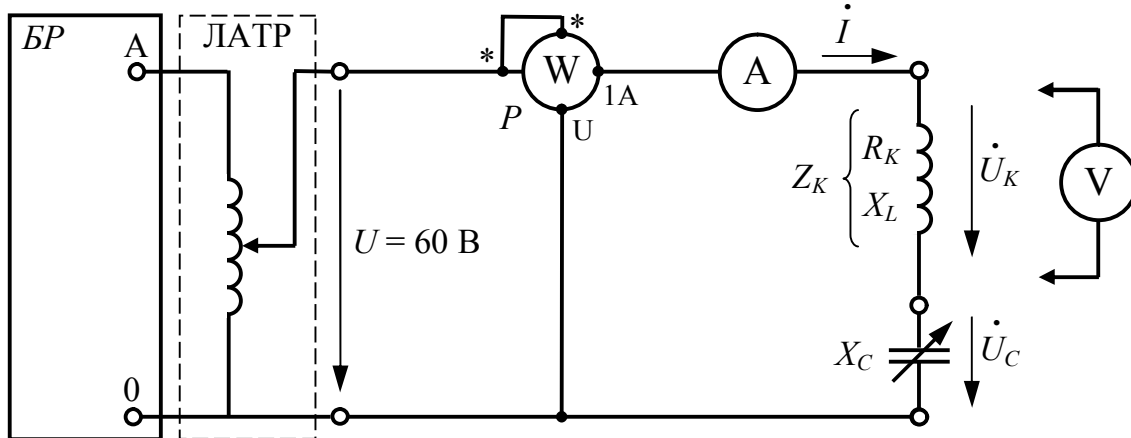 БР
ЛАТР
A
0
U = 60 В
*
*
W
P
1A
U
A
İ
Z_K
R_K
X_L
U̇_K
V
X_C
U̇_C